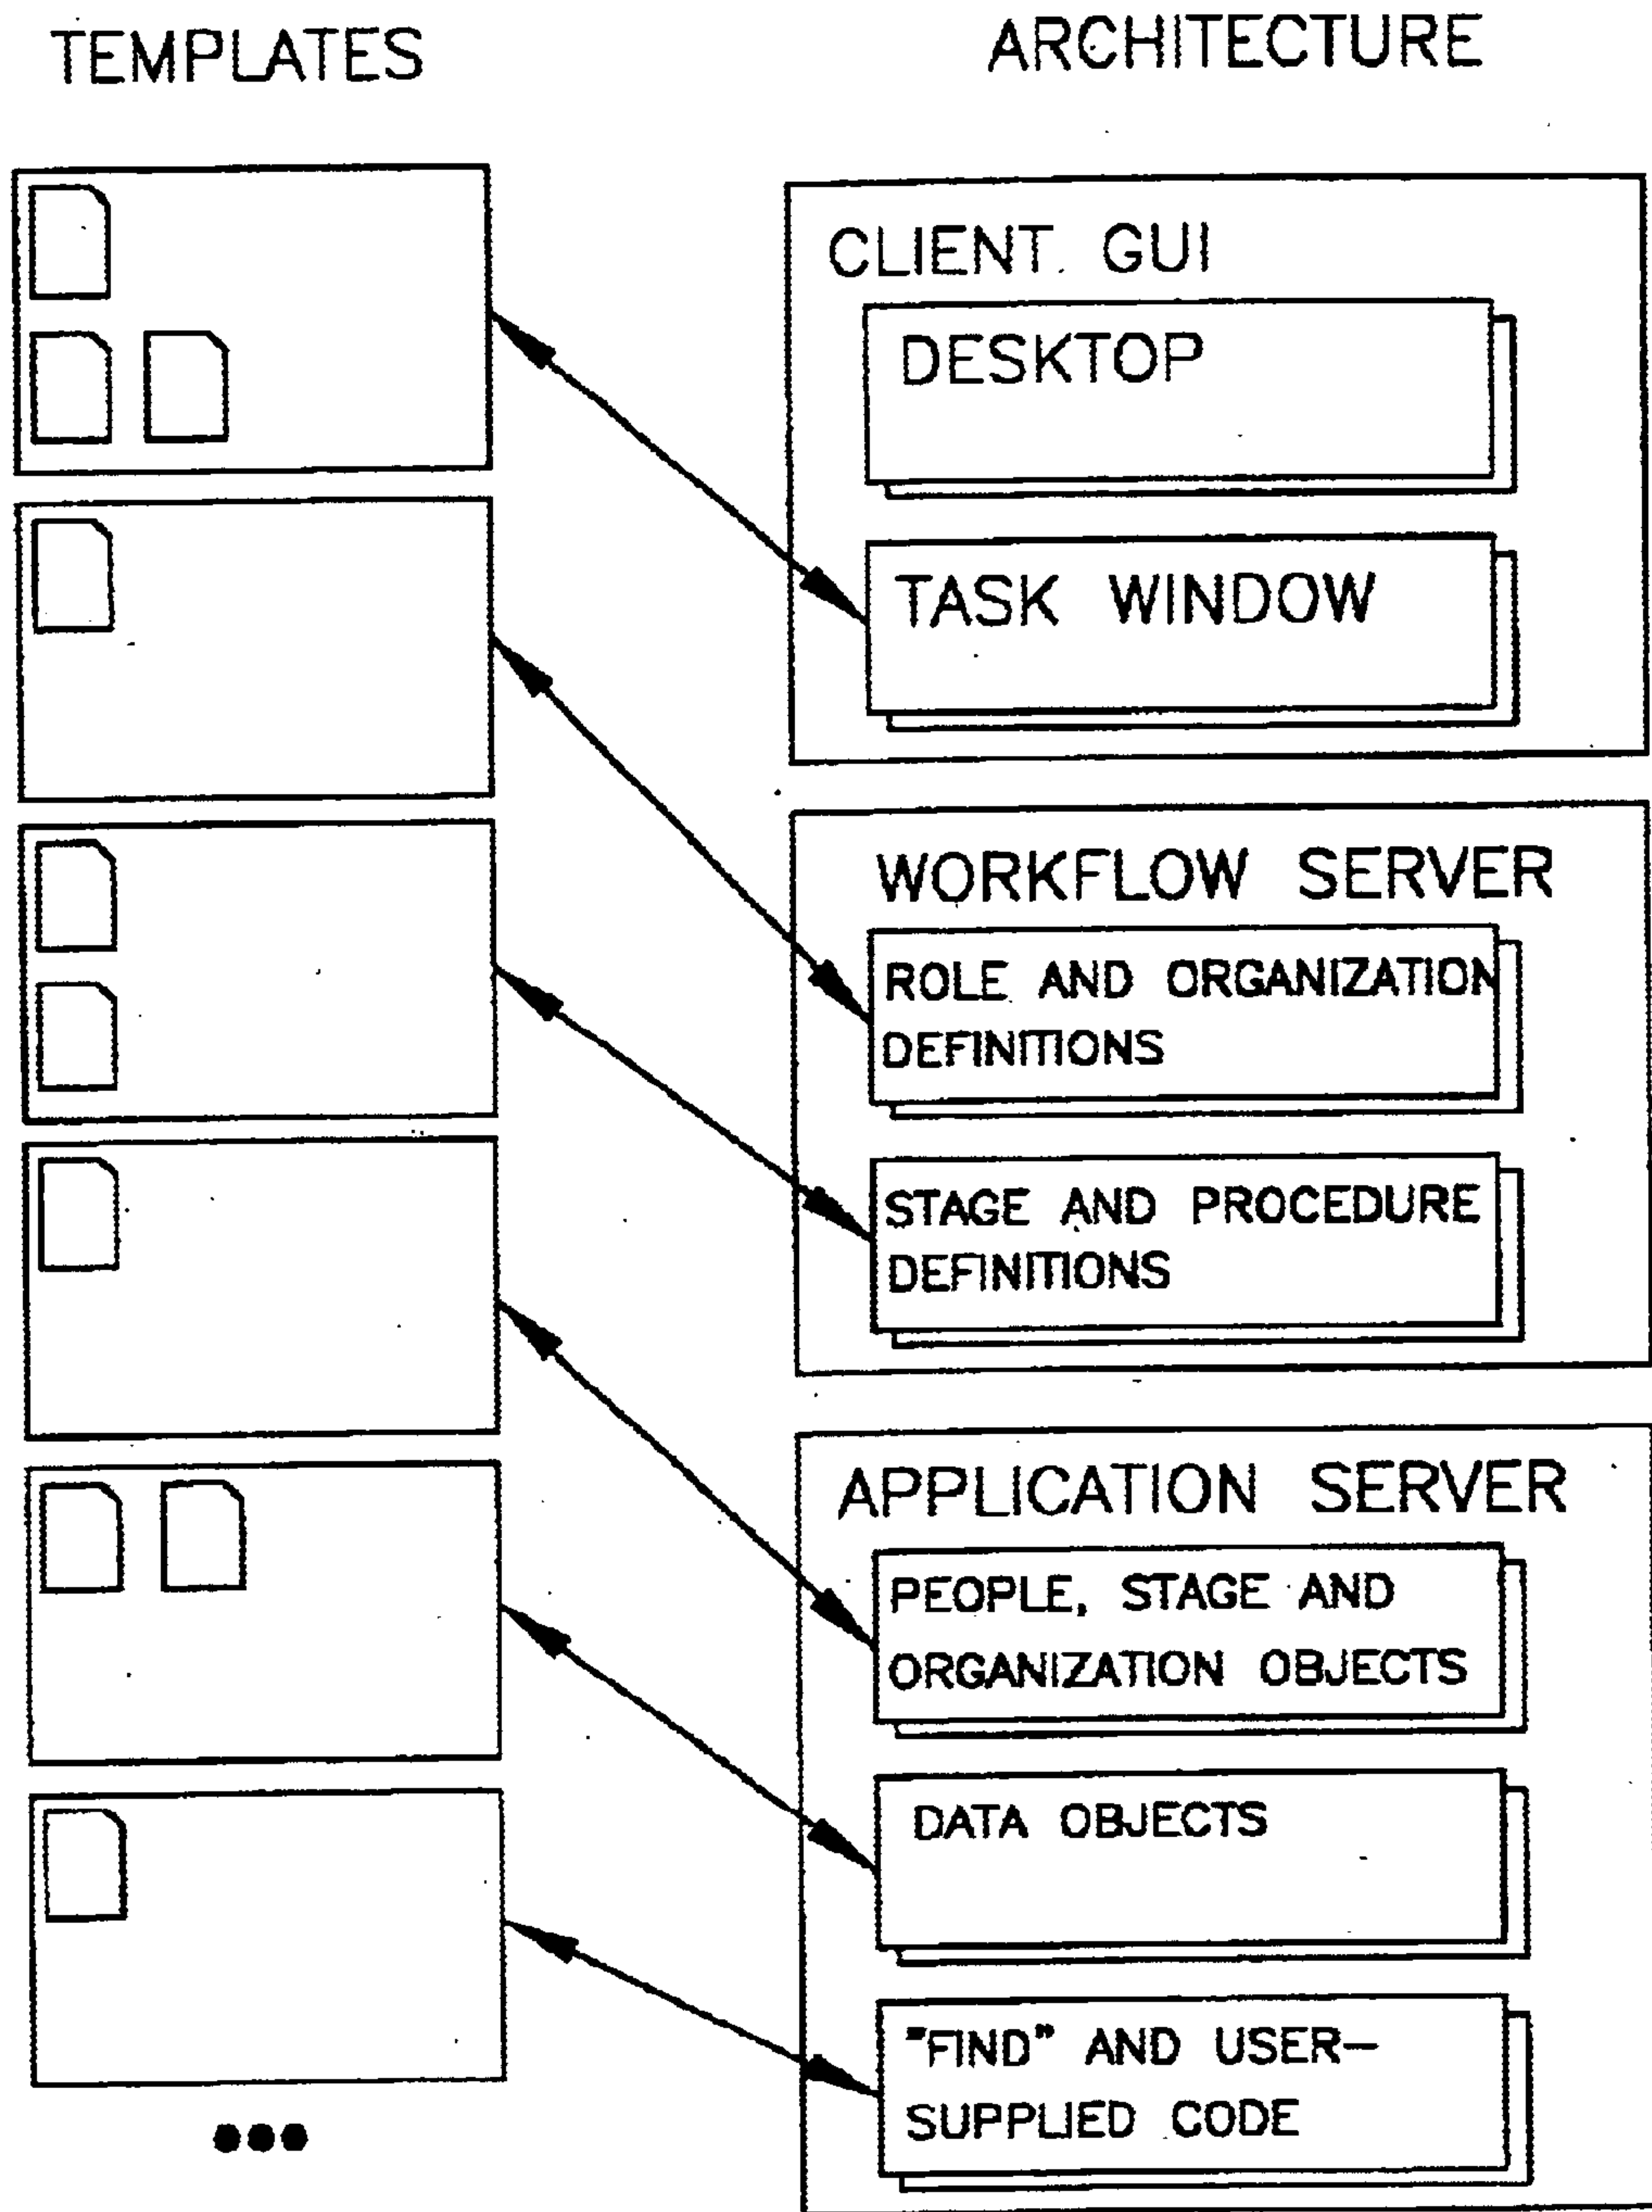 TEMPLATES
ARCHITECTURE
CLIENT GUI
DESKTOP
TASK WINDOW
WORKFLOW SERVER
ROLE AND ORGANIZATION
DEFINITIONS
STAGE AND PROCEDURE
DEFINITIONS
APPLICATION SERVER
PEOPLE, STAGE AND
ORGANIZATION OBJECTS
DATA OBJECTS
"FIND" AND USER-
SUPPLIED CODE